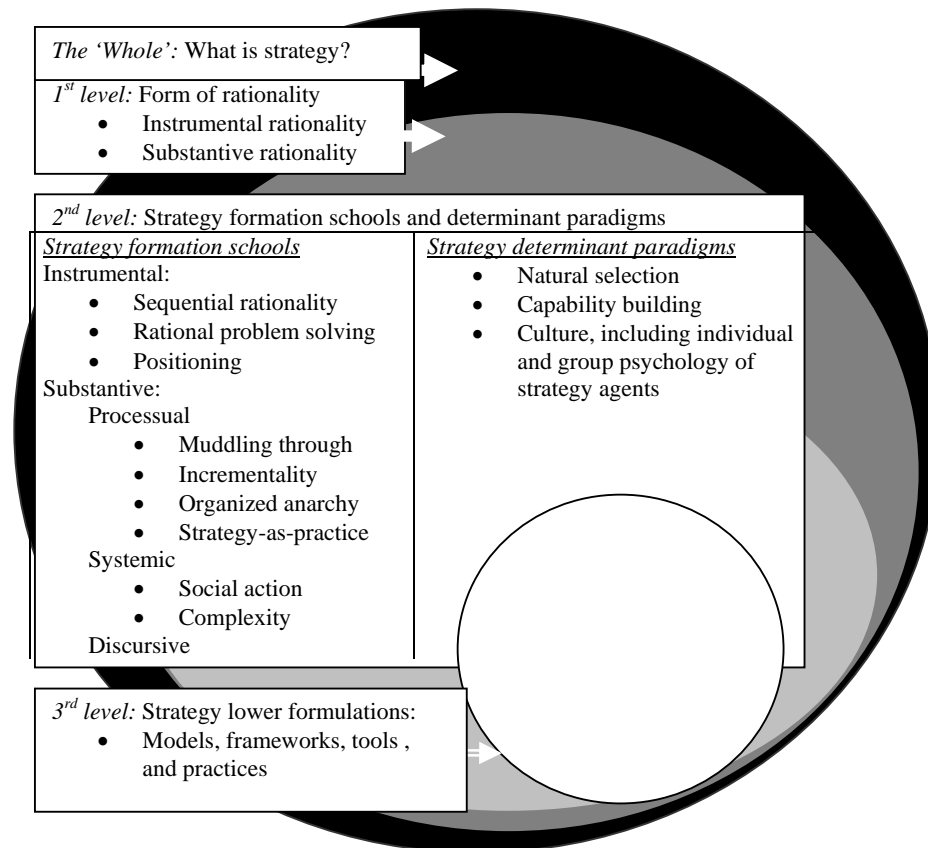 The ‘Whole’: What is strategy?
1st level: Form of rationality
• Instrumental rationality
• Substantive rationality
2nd level: Strategy formation schools and determinant paradigms
Strategy formation schools
Instrumental:
• Sequential rationality
• Rational problem solving
• Positioning
Substantive:
Processual
• Muddling through
• Incrementality
• Organized anarchy
• Strategy-as-practice
Systemic
• Social action
• Complexity
Discursive
Strategy determinant paradigms
• Natural selection
• Capability building
• Culture, including individual
and group psychology of
strategy agents
3rd level: Strategy lower formulations:
• Models, frameworks, tools ,
and practices